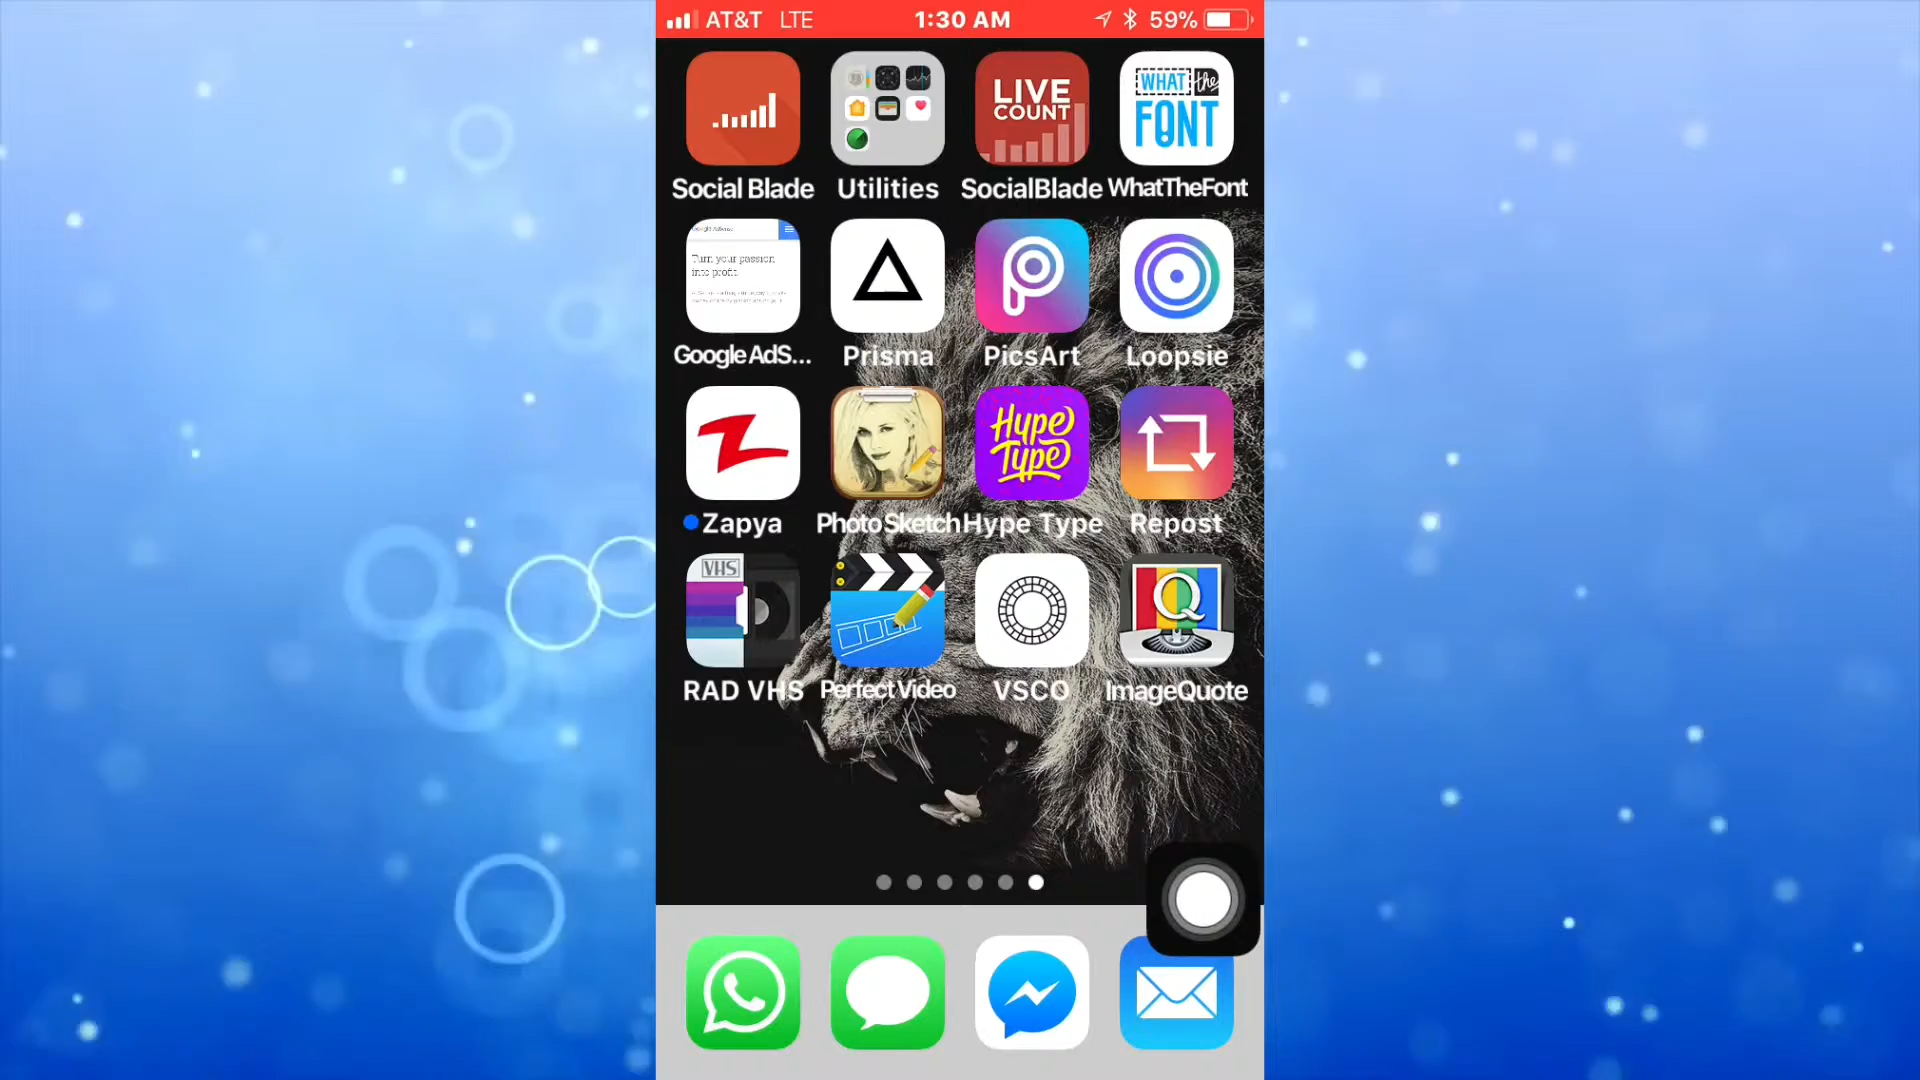 AT&T LTE 1:30 AM 59%
LIVE
COUNT
WHAT the
FONT
Social Blade Utilities SocialBlade WhatTheFont
Turn your passion
into profit.
Google AdS... Prisma PicsArt Loopsie
Hype
Type
Zapya PhotoSketch Hype Type Repost
VHS
Q
RAD VHS Perfect Video VSCO ImageQuote